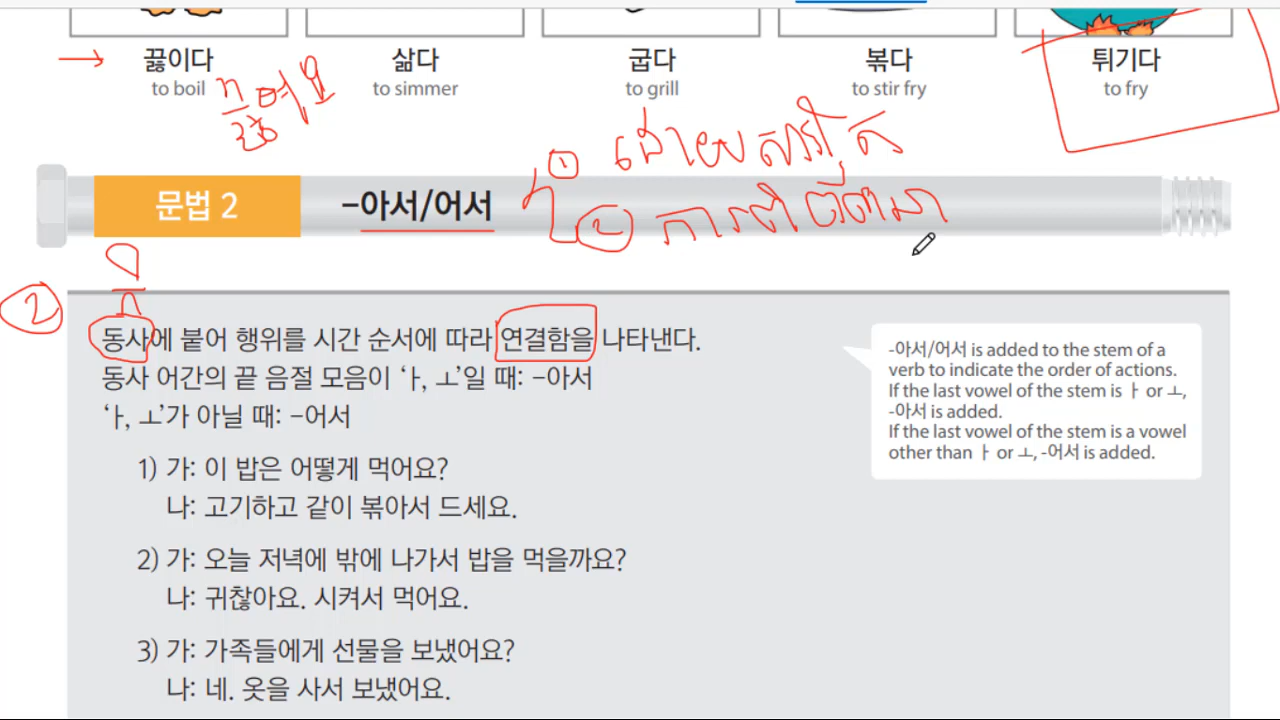 끓이다 삶다 굽다 볶다 튀기다
to boil to simmer to grill to stir fry to fry
어요
문법 2 –아서/어서
①
②
2
동사에 붙어 행위를 시간 순서에 따라 연결함을 나타낸다.
동사 어간의 끝 음절 모음이 ‘ㅏ, ㅗ’일 때: –아서
‘ㅏ, ㅗ’가 아닐 때: –어서
-아서/어서 is added to the stem of a
verb to indicate the order of actions.
If the last vowel of the stem is ㅏ or ㅗ,
-아서 is added.
If the last vowel of the stem is a vowel
other than ㅏ or ㅗ, -어서 is added.
1) 가: 이 밥은 어떻게 먹어요?
나: 고기하고 같이 볶아서 드세요.
2) 가: 오늘 저녁에 밖에 나가서 밥을 먹을까요?
나: 귀찮아요. 시켜서 먹어요.
3) 가: 가족들에게 선물을 보냈어요?
나: 네. 옷을 사서 보냈어요.